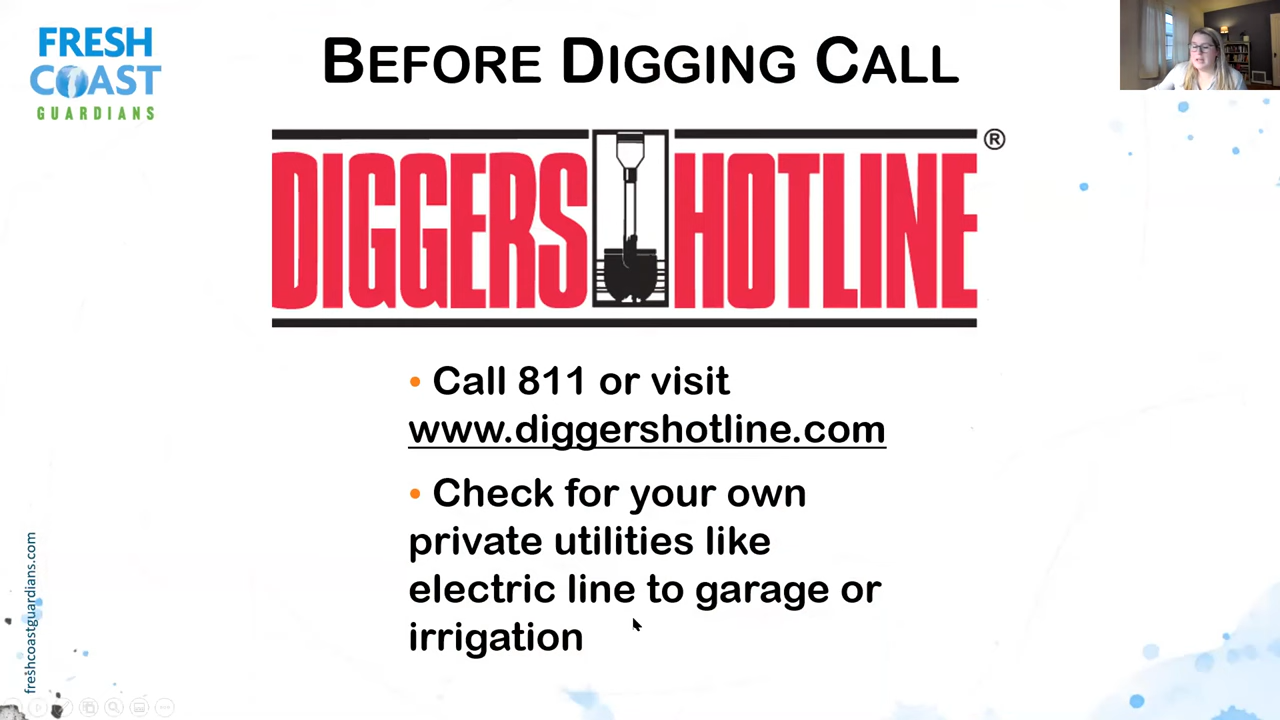 FRESH
COAST
GUARDIANS
BEFORE DIGGING CALL
DIGGERS HOTLINE ®
• Call 811 or visit
www.diggershotline.com
• Check for your own
private utilities like
electric line to garage or
irrigation
freshcoastguardians.com